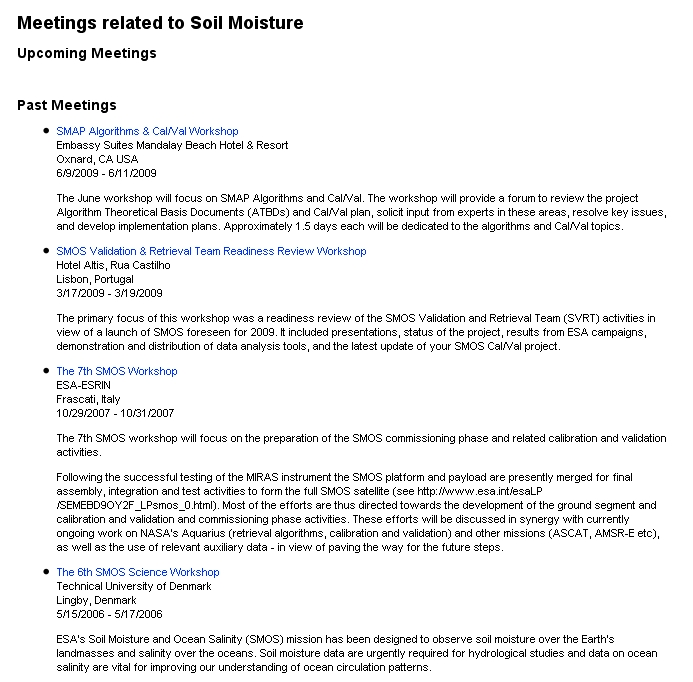 Meetings related to Soil Moisture
Upcoming Meetings
Past Meetings
SMAP Algorithms & Cal/Val Workshop
Embassy Suites Mandalay Beach Hotel & Resort
Oxnard, CA USA
6/9/2009 - 6/11/2009
The June workshop will focus on SMAP Algorithms and Cal/Val. The workshop will provide a forum to review the project
Algorithm Theoretical Basis Documents (ATBDs) and Cal/Val plan, solicit input from experts in these areas, resolve key issues,
and develop implementation plans. Approximately 1.5 days each will be dedicated to the algorithms and Cal/Val topics.
SMOS Validation & Retrieval Team Readiness Review Workshop
Hotel Altis, Rua Castilho
Lisbon, Portugal
3/17/2009 - 3/19/2009
The primary focus of this workshop was a readiness review of the SMOS Validation and Retrieval Team (SVRT) activities in
view of a launch of SMOS foreseen for 2009. It included presentations, status of the project, results from ESA campaigns,
demonstration and distribution of data analysis tools, and the latest update of your SMOS Cal/Val project.
The 7th SMOS Workshop
ESA-ESRIN
Frascati, Italy
10/29/2007 - 10/31/2007
The 7th SMOS workshop will focus on the preparation of the SMOS commissioning phase and related calibration and validation
activities.
Following the successful testing of the MIRAS instrument the SMOS platform and payload are presently merged for final
assembly, integration and test activities to form the full SMOS satellite (see http://www.esa.int/esaLP
/SEMEBD9OY2F_LPsmos_0.html). Most of the efforts are thus directed towards the development of the ground segment and
calibration and validation and commissioning phase activities. These efforts will be discussed in synergy with currently
ongoing work on NASA's Aquarius (retrieval algorithms, calibration and validation) and other missions (ASCAT, AMSR-E etc),
as well as the use of relevant auxiliary data - in view of paving the way for the future steps.
The 6th SMOS Science Workshop
Technical University of Denmark
Lingby, Denmark
5/15/2006 - 5/17/2006
ESA's Soil Moisture and Ocean Salinity (SMOS) mission has been designed to observe soil moisture over the Earth's
landmasses and salinity over the oceans. Soil moisture data are urgently required for hydrological studies and data on ocean
salinity are vital for improving our understanding of ocean circulation patterns.